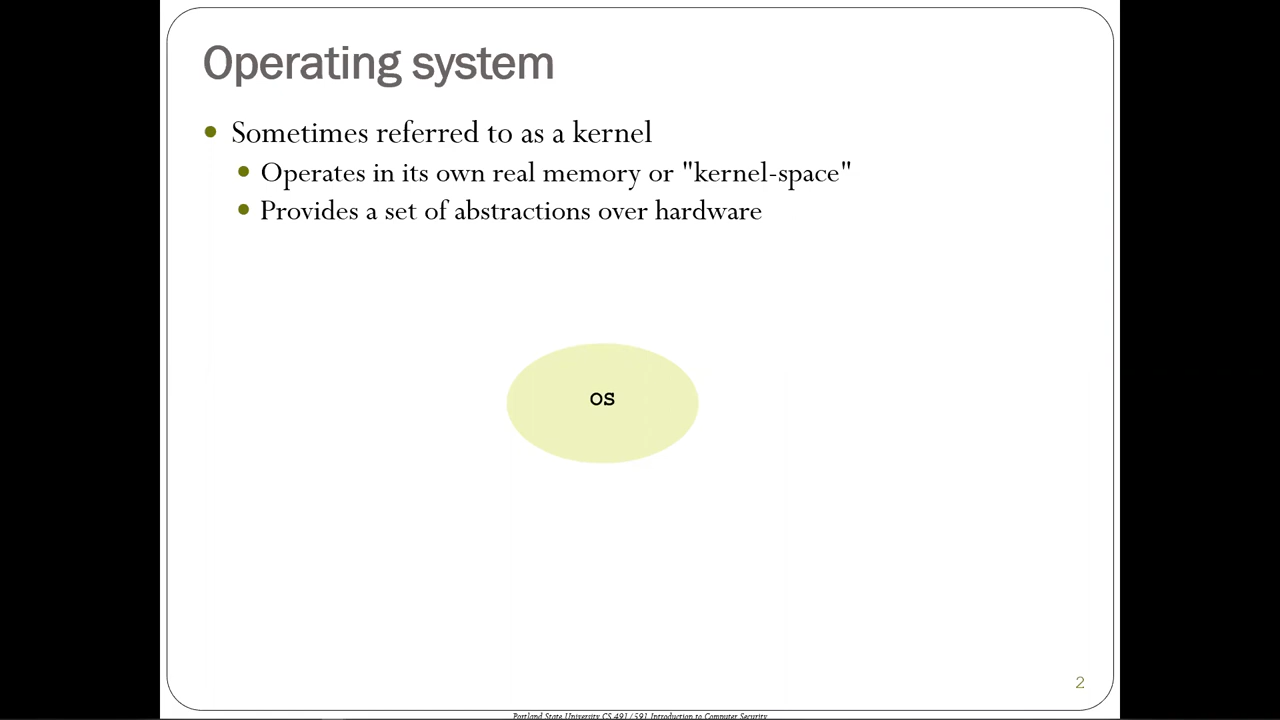 Operating system
Sometimes referred to as a kernel
Operates in its own real memory or "kernel-space"
Provides a set of abstractions over hardware
OS
2
Portland State University CS 491/591 Introduction to Computer Security